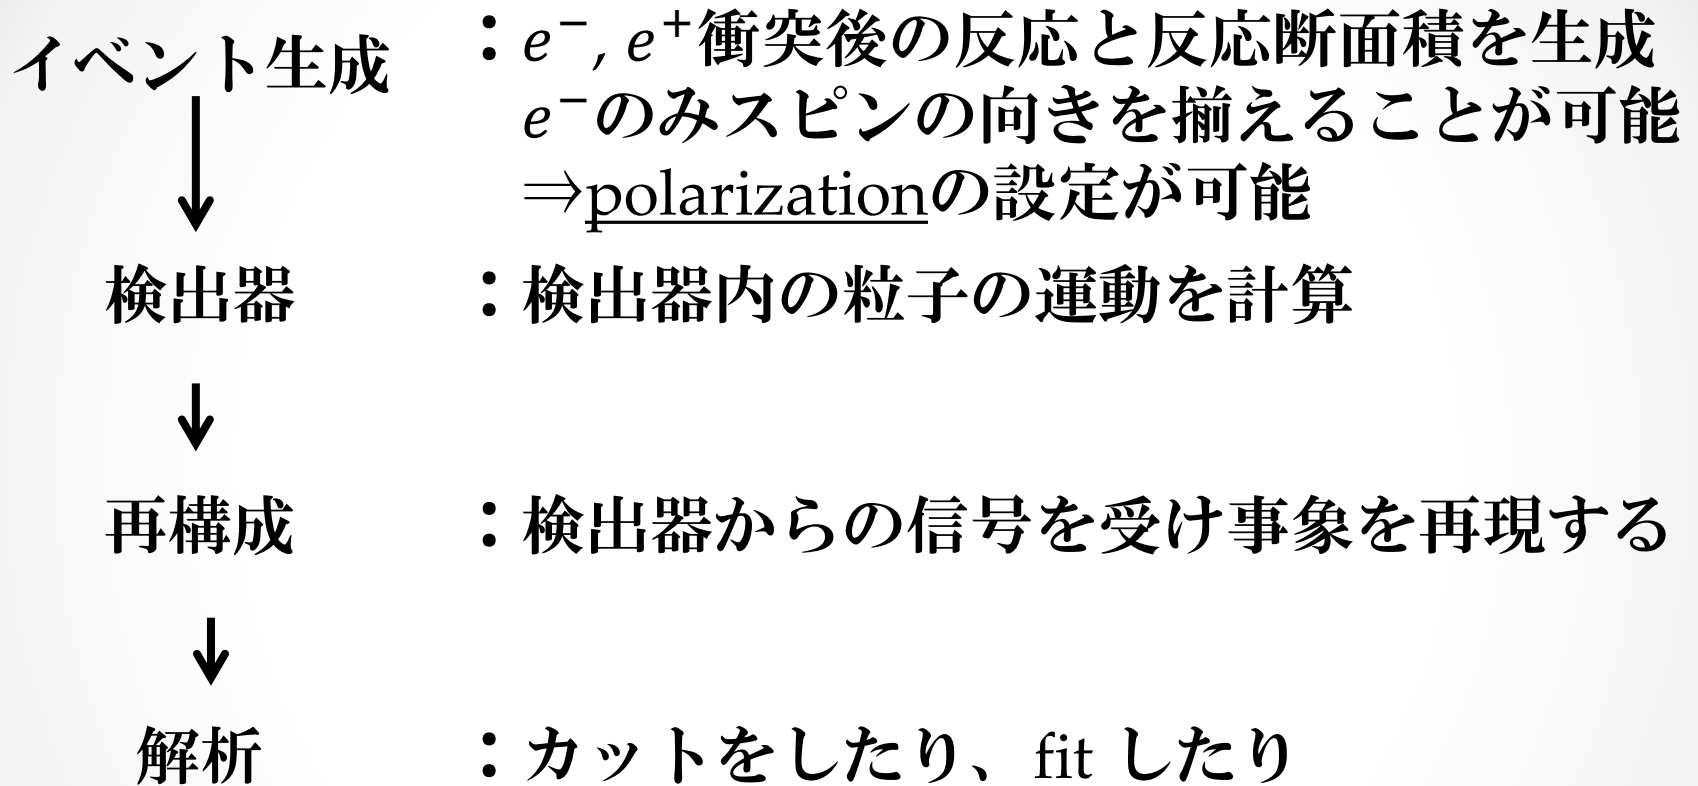 イベント生成 ：e⁻, e⁺衝突後の反応と反応断面積を生成
e⁻のみスピンの向きを揃えることが可能
⇒polarizationの設定が可能
検出器 ：検出器内の粒子の運動を計算
再構成 ：検出器からの信号を受け事象を再現する
解析 ：カットをしたり、fit したり